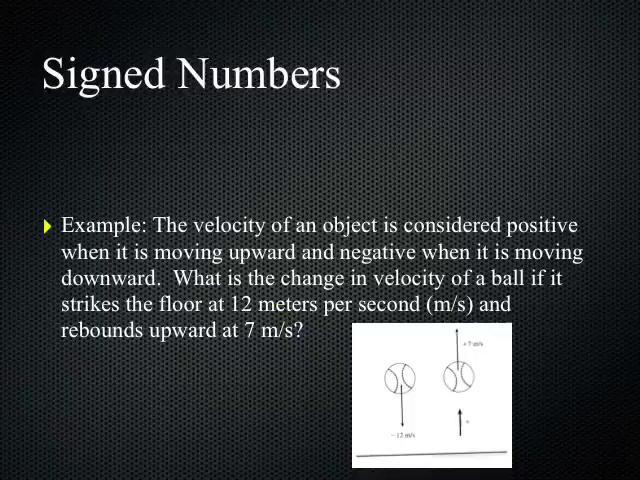 Signed Numbers
Example: The velocity of an object is considered positive
when it is moving upward and negative when it is moving
downward.  What is the change in velocity of a ball if it
strikes the floor at 12 meters per second (m/s) and
rebounds upward at 7 m/s?
+ 7 m/s
− 12 m/s
+